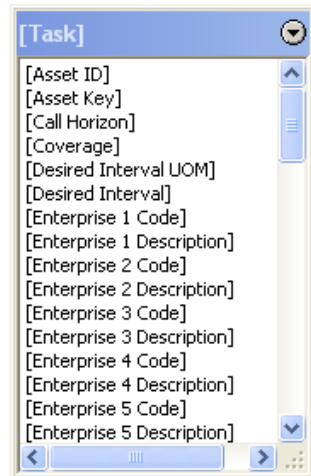 [Task]
[Asset ID]
[Asset Key]
[Call Horizon]
[Coverage]
[Desired Interval UOM]
[Desired Interval]
[Enterprise 1 Code]
[Enterprise 1 Description]
[Enterprise 2 Code]
[Enterprise 2 Description]
[Enterprise 3 Code]
[Enterprise 3 Description]
[Enterprise 4 Code]
[Enterprise 4 Description]
[Enterprise 5 Code]
[Enterprise 5 Description]